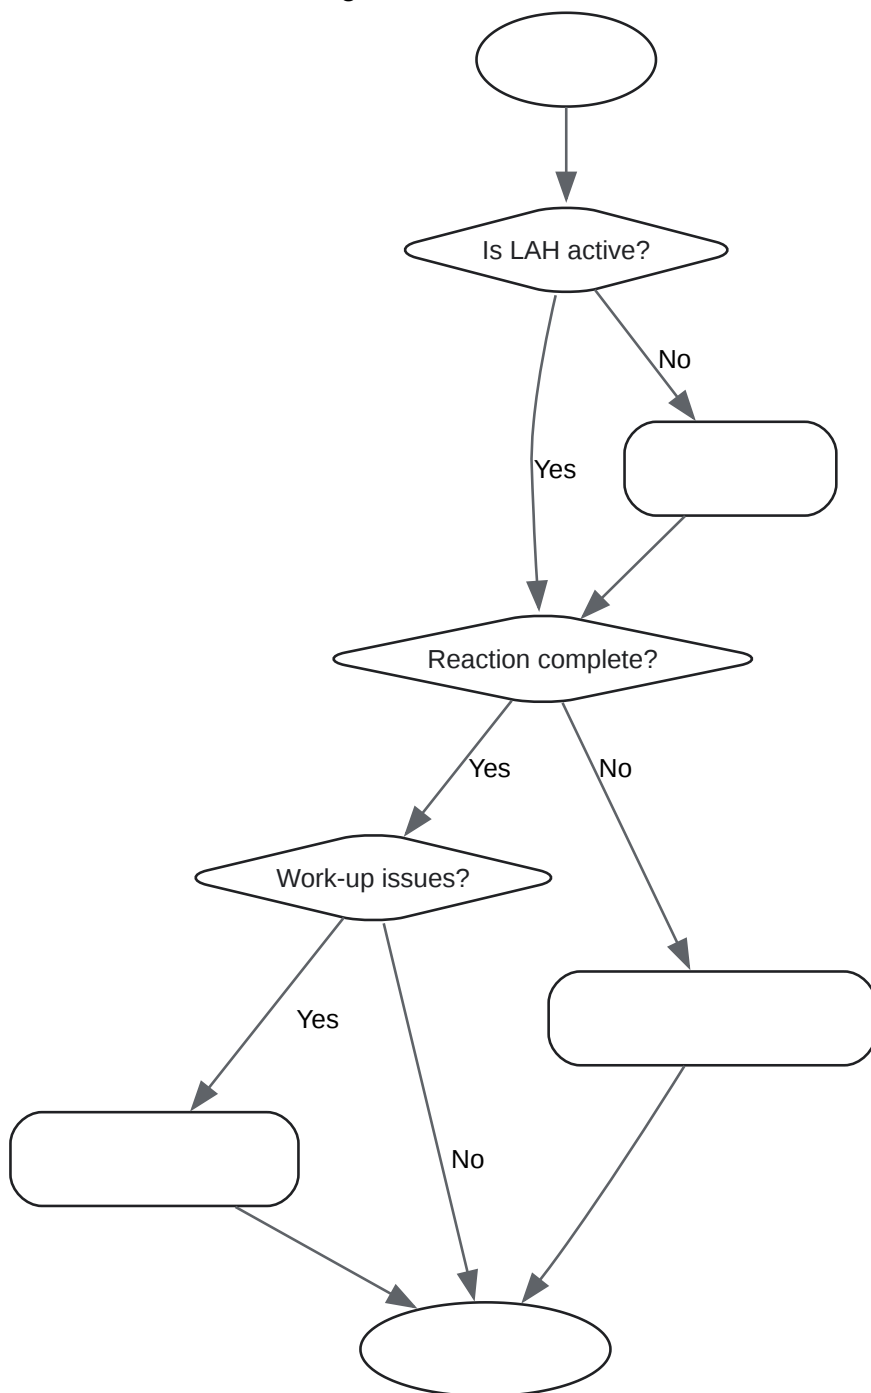 Is LAH active?
No
Yes
Reaction complete?
Yes
No
Work-up issues?
Yes
No